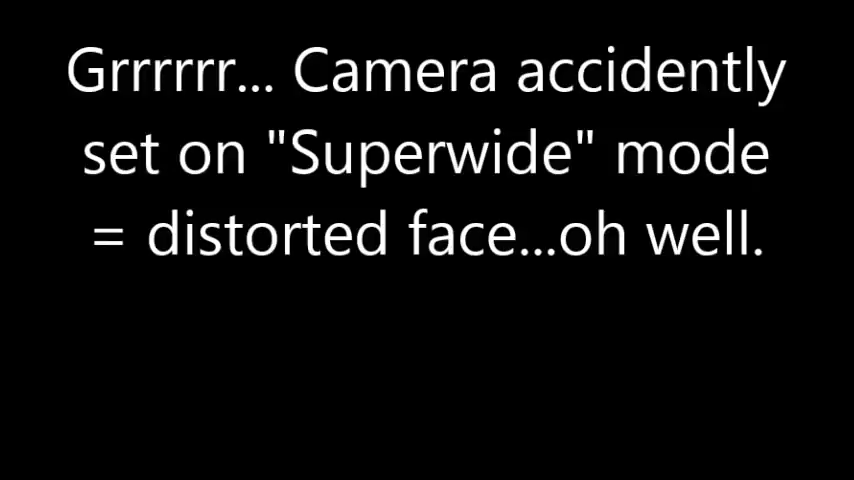 Grrrrrr... Camera accidently
set on "Superwide" mode
= distorted face...oh well.